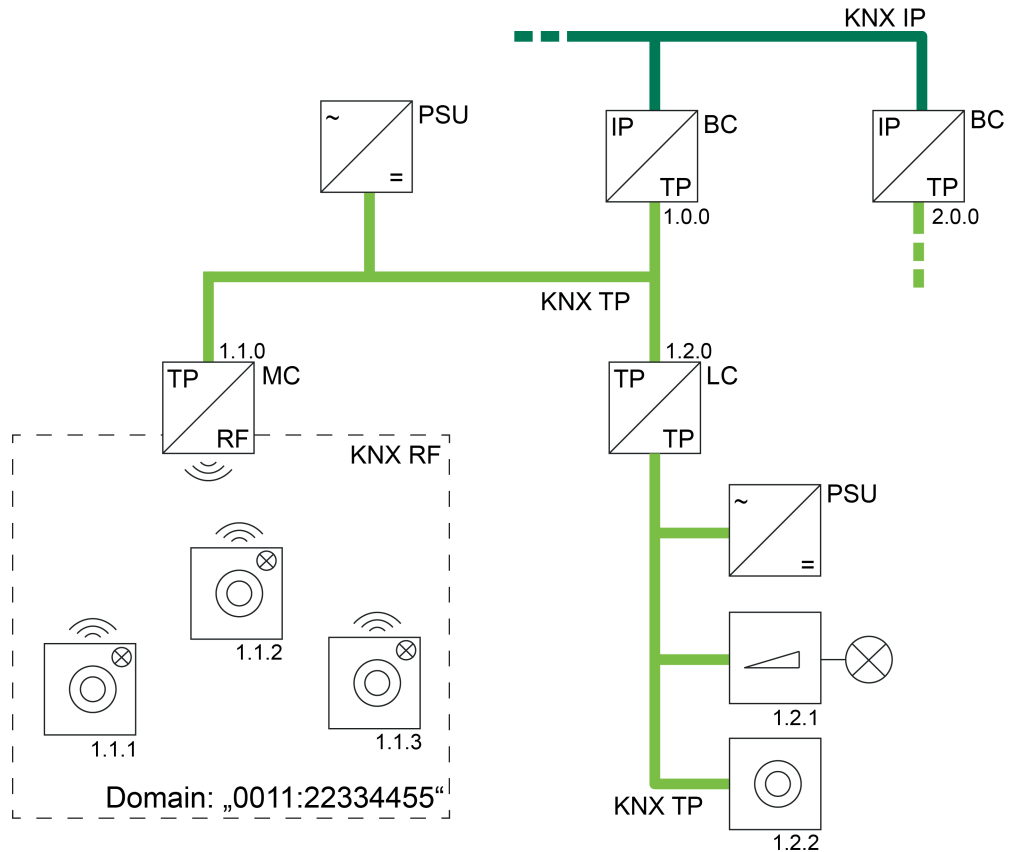 KNX IP
~
=
PSU
IP
TP
BC
1.0.0
IP
TP
BC
2.0.0
KNX TP
1.1.0
TP
RF
MC
1.2.0
TP
TP
LC
KNX RF
~
=
PSU
1.1.2
1.1.1
1.1.3
1.2.1
Domain: „0011:22334455“
KNX TP
1.2.2